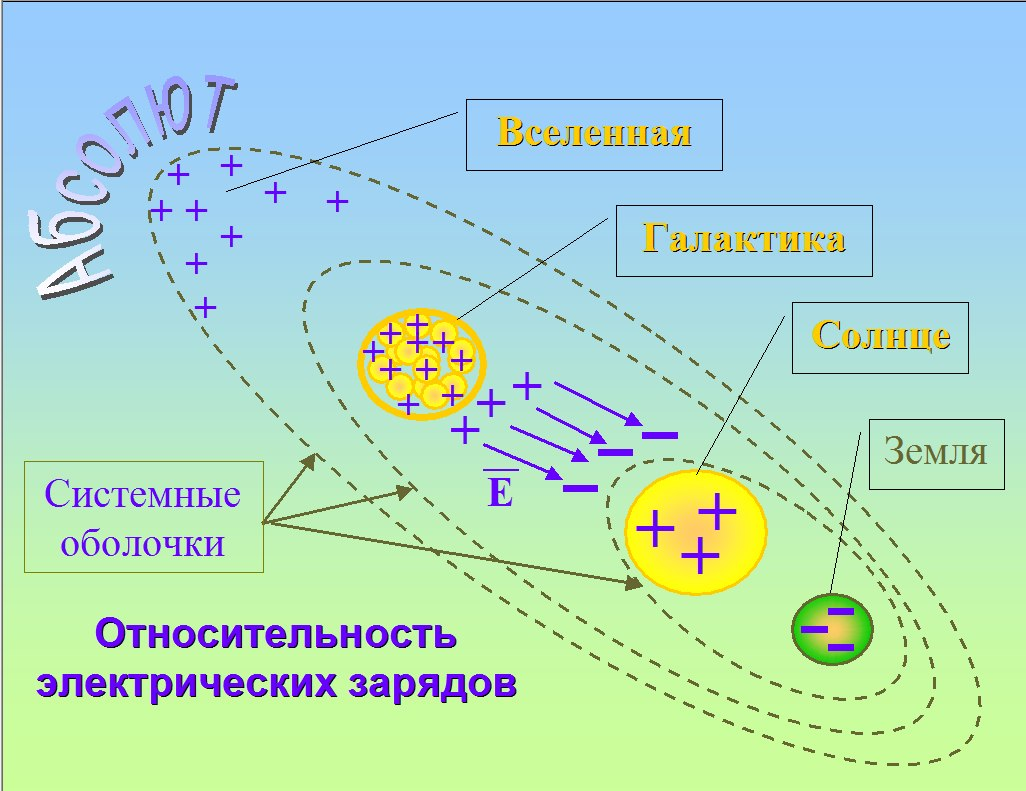 Абсолют
Вселенная
Галактика
Солнце
Земля
Системные
оболочки
E
Относительность
электрических зарядов